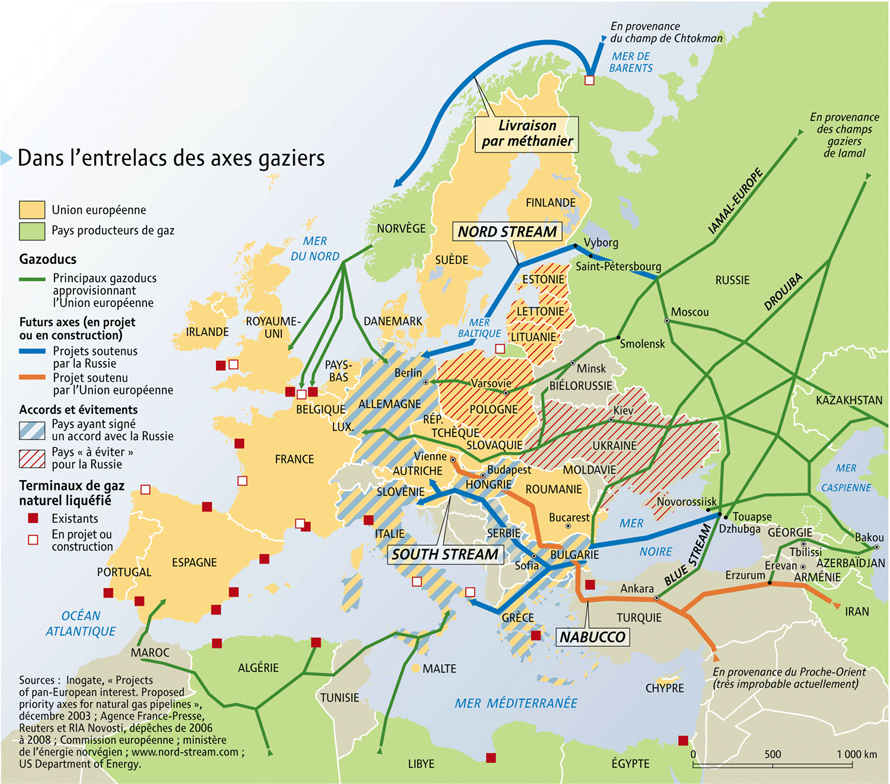 En provenance
du champ de Chtokman
MER DE
BARENTS
En provenance
des champs
gaziers
de Iamal
Livraison
par méthanier
Dans l'entrelacs des axes gaziers
Union européenne
Pays producteurs de gaz
Gazoducs
Principaux gazoducs
approvisionnant
l'Union européenne
Futurs axes (en projet
ou en construction)
Projets soutenus
par la Russie
Projet soutenu
par l'Union européenne
Accords et évitements
Pays ayant signé
un accord avec la Russie
Pays « à éviter »
pour la Russie
Terminaux de gaz
naturel liquéfié
Existants
En projet ou
construction
IAMAL-EUROPE
DROUJBA
FINLANDE
NORVÈGE
NORD STREAM
MER
DU NORD
SUÈDE
Vyborg
Saint-Pétersbourg
ESTONIE
RUSSIE
LETTONIE
MER
BALTIQUE
LITUANIE
Moscou
Smolensk
IRLANDE
ROYAUME-
UNI
DANEMARK
PAYS-
BAS
Berlin
Minsk
BIÉLORUSSIE
Varsovie
POLOGNE
BELGIQUE
ALLEMAGNE
LUX.
RÉP.
TCHÈQUE
SLOVAQUIE
Kiev
UKRAINE
KAZAKHSTAN
FRANCE
Vienne
AUTRICHE
Budapest
HONGRIE
MOLDAVIE
SLOVÉNIE
ROUMANIE
MER
CASPIENNE
Novorossiisk
Bucarest
MER
NOIRE
Touapse
Dzhubga
ITALIE
SERBIE
SOUTH STREAM
Sofia
BULGARIE
BLUE STREAM
GÉORGIE
Tbilissi
Bakou
AZERBAÏDJAN
Erevan
ARMÉNIE
Erzurum
Ankara
TURQUIE
IRAN
ESPAGNE
PORTUGAL
OCÉAN
ATLANTIQUE
GRÈCE
NABUCCO
MAROC
ALGÉRIE
TUNISIE
MALTE
CHYPRE
En provenance du Proche-Orient
(très improbable actuellement)
MER MÉDITERRANÉE
LIBYE
ÉGYPTE
Sources : Inogate, « Projects
of pan-European interest. Proposed
priority axes for natural gas pipelines »,
décembre 2003 ; Agence France-Presse,
Reuters et RIA Novosti, dépêches de 2006
à 2008 ; Commission européenne ; ministère
de l'énergie norvégien ; www.nord-stream.com ;
US Department of Energy.
0 500 1 000 km